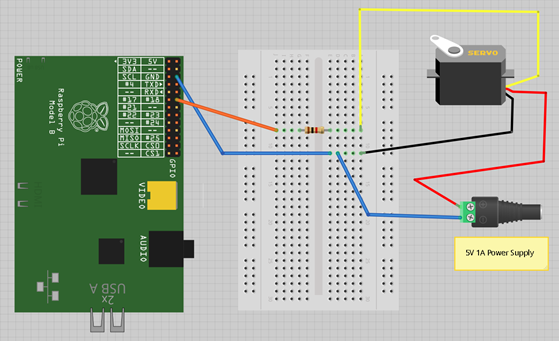 POWER
Raspberry Pi
Model B
3V3 5V
SDA --
SCL GND
#4 TXD
-- RXD
#17 #18
#21 --
#22 #23
-- #24
MOSI --
MISO #25
SCLK CS0
-- CS1
GPIO
VIDEO
AUDIO
2x
USB A
SERVO
5V 1A Power Supply